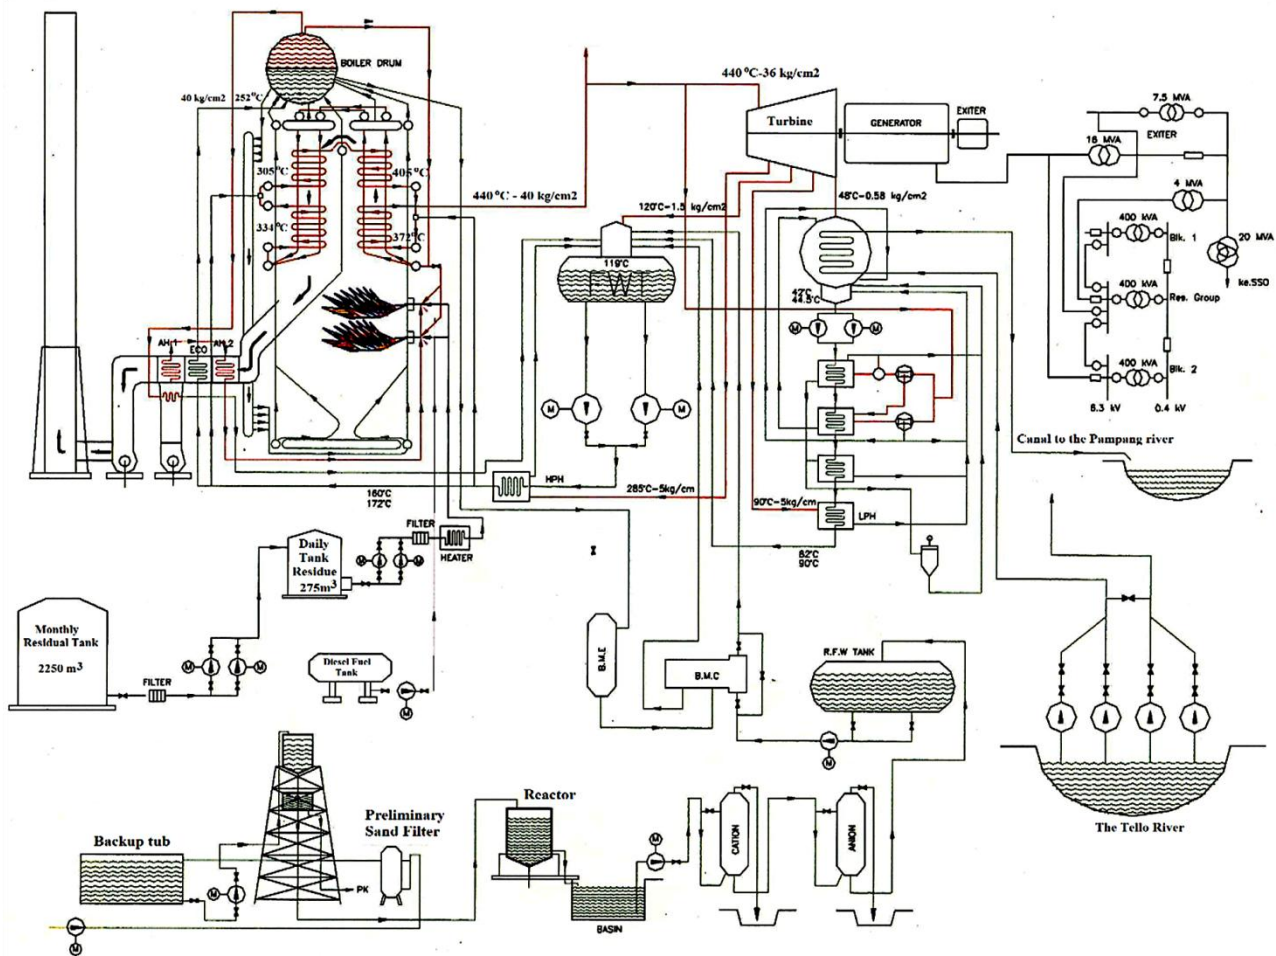 BOILER DRUM
40 kg/cm2
252°C
305°C
405°C
334°C
372°C
440°C - 40 kg/cm2
440°C-36 kg/cm2
Turbine
GENERATOR
EXITER
7.5 MVA
EXITER
16 MVA
4 MVA
20 MVA
ke.SSO
400 kVA
Blk. 1
400 kVA
Res. Group
400 kVA
Blk. 2
6.3 kV
0.4 kV
48°C-0.58 kg/cm2
120°C-1.5 kg/cm2
119°C
42°C
44.5°C
M
M
M
M
AH.1
ECO
AH.2
HPH
160°C
172°C
285°C-5kg/cm
90°C-5kg/cm
LPH
82°C
90°C
Canal to the Pampang river
FILTER
HEATER
M
M
Daily
Tank
Residue
275m3
Monthly
Residual Tank
2250 m3
FILTER
M
M
Diesel Fuel
Tank
M
B.M.E
B.M.C
R.F.W TANK
M
The Tello River
Backup tub
M
M
PK
Preliminary
Sand Filter
Reactor
BASIN
M
CATION
ANION